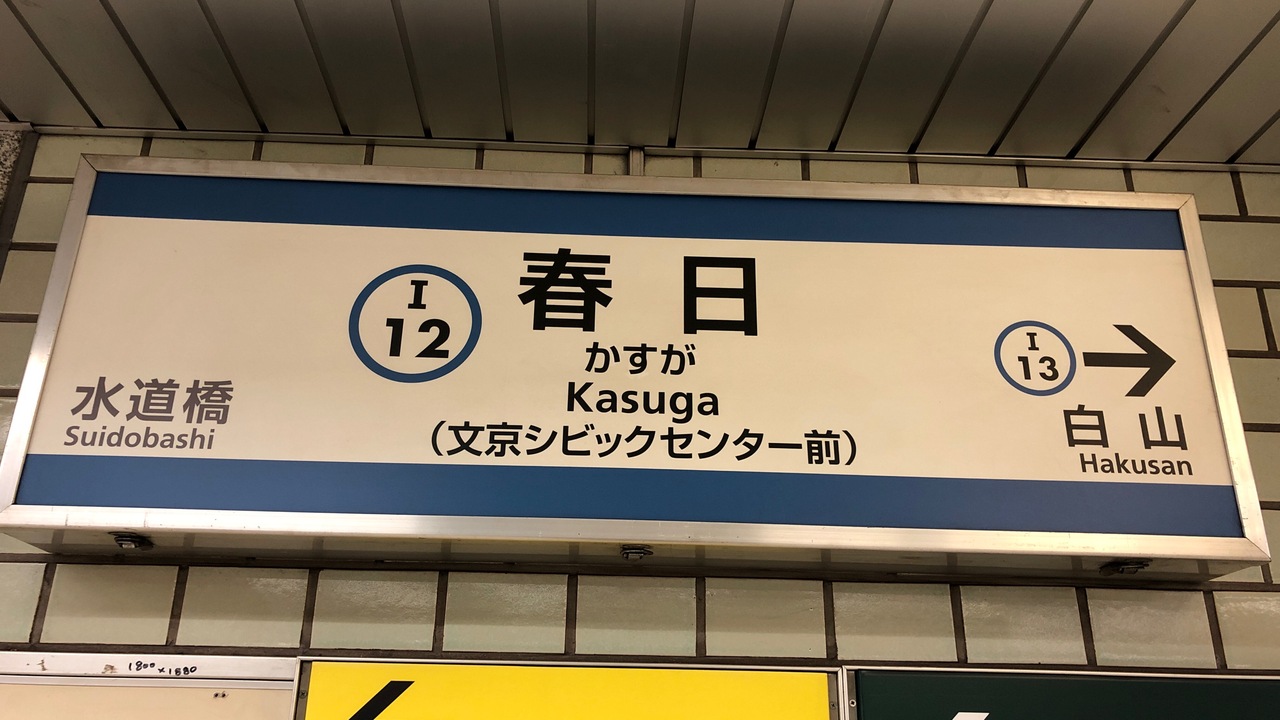 I
12
春日
かすが
Kasuga
(文京シビックセンター前)
水道橋
Suidobashi
I
13
白山
Hakusan
1800×1880